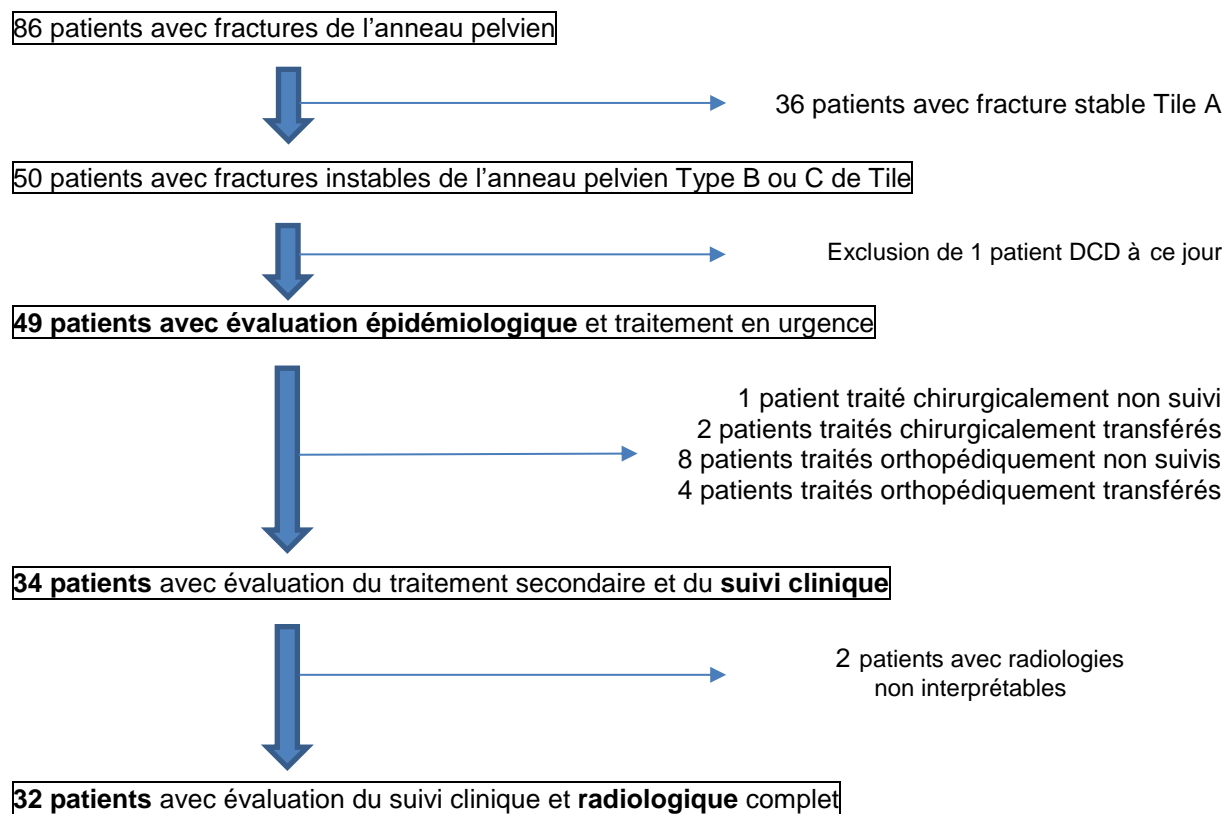 86 patients avec fractures de l’anneau pelvien
36 patients avec fracture stable Tile A
50 patients avec fractures instables de l’anneau pelvien Type B ou C de Tile
Exclusion de 1 patient DCD à ce jour
49 patients avec évaluation épidémiologique et traitement en urgence
1 patient traité chirurgicalement non suivi
2 patients traités chirurgicalement transférés
8 patients traités orthopédiquement non suivis
4 patients traités orthopédiquement transférés
34 patients avec évaluation du traitement secondaire et du suivi clinique
2 patients avec radiologies
non interprétables
32 patients avec évaluation du suivi clinique et radiologique complet